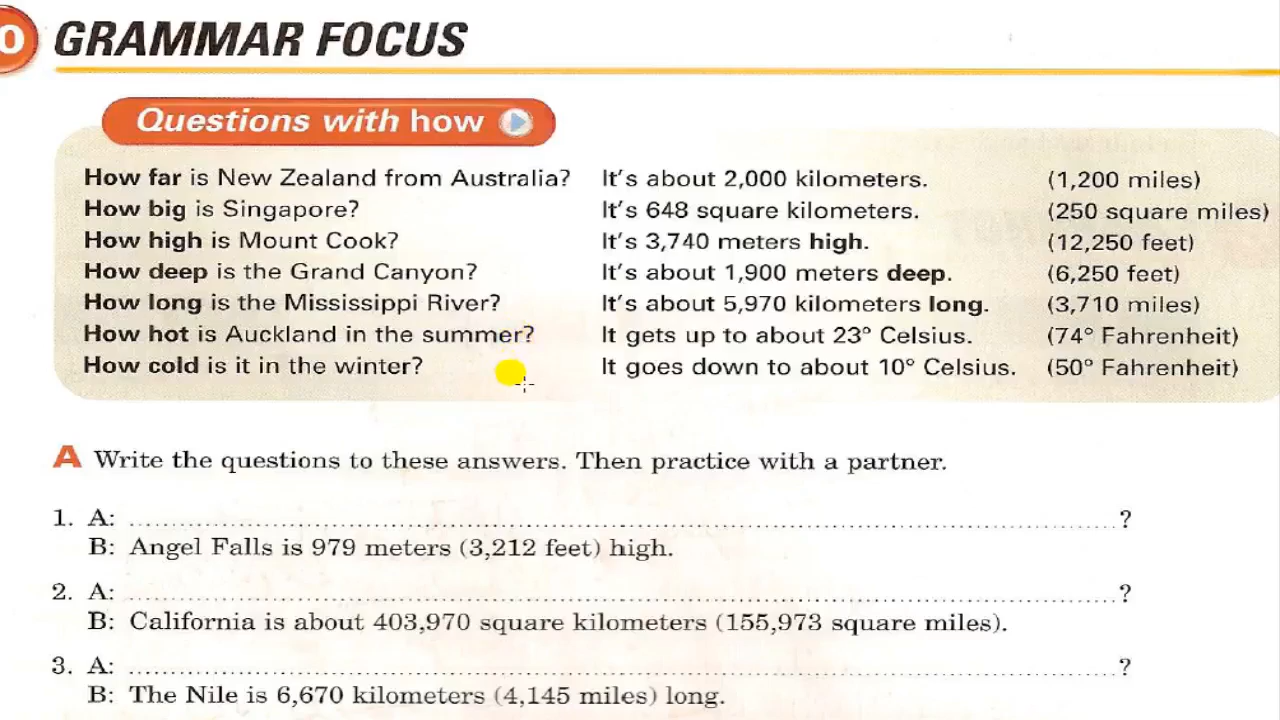 0 GRAMMAR FOCUS
Questions with how
How far is New Zealand from Australia? It's about 2,000 kilometers. (1,200 miles)
How big is Singapore? It's 648 square kilometers. (250 square miles)
How high is Mount Cook? It's 3,740 meters high. (12,250 feet)
How deep is the Grand Canyon? It's about 1,900 meters deep. (6,250 feet)
How long is the Mississippi River? It's about 5,970 kilometers long. (3,710 miles)
How hot is Auckland in the summer? It gets up to about 23° Celsius. (74° Fahrenheit)
How cold is it in the winter? It goes down to about 10° Celsius. (50° Fahrenheit)
A Write the questions to these answers. Then practice with a partner.
1. A: ........................................................................ ?
B: Angel Falls is 979 meters (3,212 feet) high.
2. A: ........................................................................ ?
B: California is about 403,970 square kilometers (155,973 square miles).
3. A: ........................................................................ ?
B: The Nile is 6,670 kilometers (4,145 miles) long.